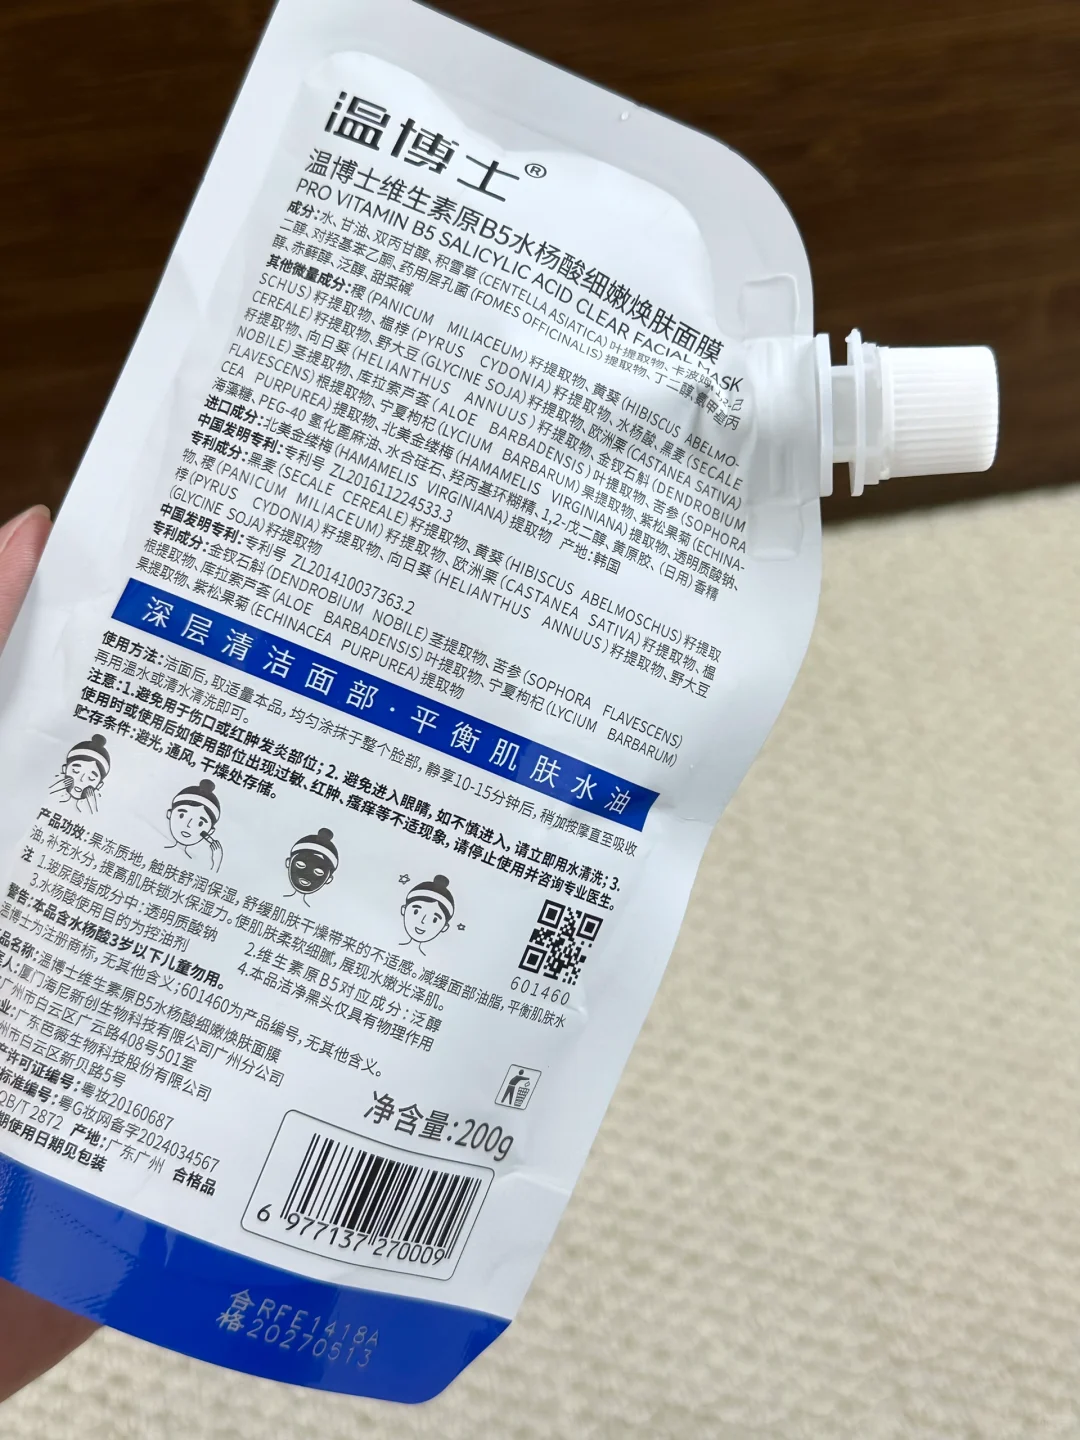 温博士®
温博士维生素原B5水杨酸细嫩焕肤面膜
PRO VITAMIN B5 SALICYLIC ACID CLEAR FACIAL MASK
成分:水、甘油、双丙甘醇、积雪草(CENTELLA ASIATICA)叶提取物、卡波姆、
二醇、对羟基苯乙酮、药用层孔菌(FOMES OFFICINALIS)提取物、丁二醇、氨甲基丙
醇、赤藓醇、泛醇、甜菜碱
其他微量成分:稷(PANICUM MILIACEUM)籽提取物、黄葵(HIBISCUS ABELMO-
SCHUS)籽提取物、榅桲(PYRUS CYDONIA)籽提取物、水杨酸、黑麦(SECALE
CEREALE)籽提取物、野大豆(GLYCINE SOJA)籽提取物、欧洲栗(CASTANEA SATIVA)
籽提取物、向日葵(HELIANTHUS ANNUUS)籽提取物、金钗石斛(DENDROBIUM
NOBILE)茎提取物、库拉索芦荟(ALOE BARBADENSIS)叶提取物、苦参(SOPHORA
FLAVESCENS)根提取物、宁夏枸杞(LYCIUM BARBARUM)果提取物、紫松果菊(ECHINA-
CEA PURPUREA)提取物、北美金缕梅(HAMAMELIS VIRGINIANA)提取物、透明质酸钠、
海藻糖、PEG-40 氢化蓖麻油、水合硅石、羟丙基环糊精、1,2-戊二醇、黄原胶、(日用)香精
进口成分:北美金缕梅(HAMAMELIS VIRGINIANA)提取物 产地:韩国
中国发明专利:专利号 ZL201611224533.3
专利成分:黑麦(SECALE CEREALE)籽提取物、黄葵(HIBISCUS ABELMOSCHUS)籽提取
物、稷(PANICUM MILIACEUM)籽提取物、欧洲栗(CASTANEA SATIVA)籽提取物、榅
桲(PYRUS CYDONIA)籽提取物、向日葵(HELIANTHUS ANNUUS)籽提取物、野大豆
(GLYCINE SOJA)籽提取物
中国发明专利:专利号 ZL201410037363.2
专利成分:金钗石斛(DENDROBIUM NOBILE)茎提取物、苦参(SOPHORA FLAVESCENS)
根提取物、库拉索芦荟(ALOE BARBADENSIS)叶提取物、宁夏枸杞(LYCIUM BARBARUM)
果提取物、紫松果菊(ECHINACEA PURPUREA)提取物
深层清洁面部·平衡肌肤水油
使用方法:洁面后,取适量本品,均匀涂抹于整个脸部,静享10-15分钟后,稍加按摩直至吸收
再用温水或清水清洗即可。
注意:1.避免用于伤口或红肿发炎部位;2.避免进入眼睛,如不慎进入,请立即用水清洗;3.
使用时或使用后如使用部位出现过敏、红肿、瘙痒等不适现象,请停止使用并咨询专业医生。
贮存条件:避光,通风,干燥处存储。
产品功效:果冻质地,触肤舒润保湿,舒缓肌肤干燥带来的不适感。减缓面部油脂,平衡肌肤水
油,补充水分,提高肌肤锁水保湿力。使肌肤柔软细腻,展现水嫩光泽肌。
注 1.玻尿酸指成分中:透明质酸钠 2.维生素原B5对应成分:泛醇
3.水杨酸使用目的为控油剂 4.本品洁净黑头仅具有物理作用
警告:本品含水杨酸3岁以下儿童勿用。
温博士为注册商标,无其他含义;601460为产品编号,无其他含义。
品名称:温博士维生素原B5水杨酸细嫩焕肤面膜
人:厦门海尼新创生物科技有限公司广州分公司
广州市白云区广云路408号501室
业:广东芭薇生物科技股份有限公司
州市白云区新贝路5号
许可证编号:粤妆20160687
标准编号:粤G妆网备字2024034567
QB/T 2872 产地:广东广州 合格品
期使用日期见包装
601460
净含量:200g
6 977137 270009
合格
RFE1418A
20270513